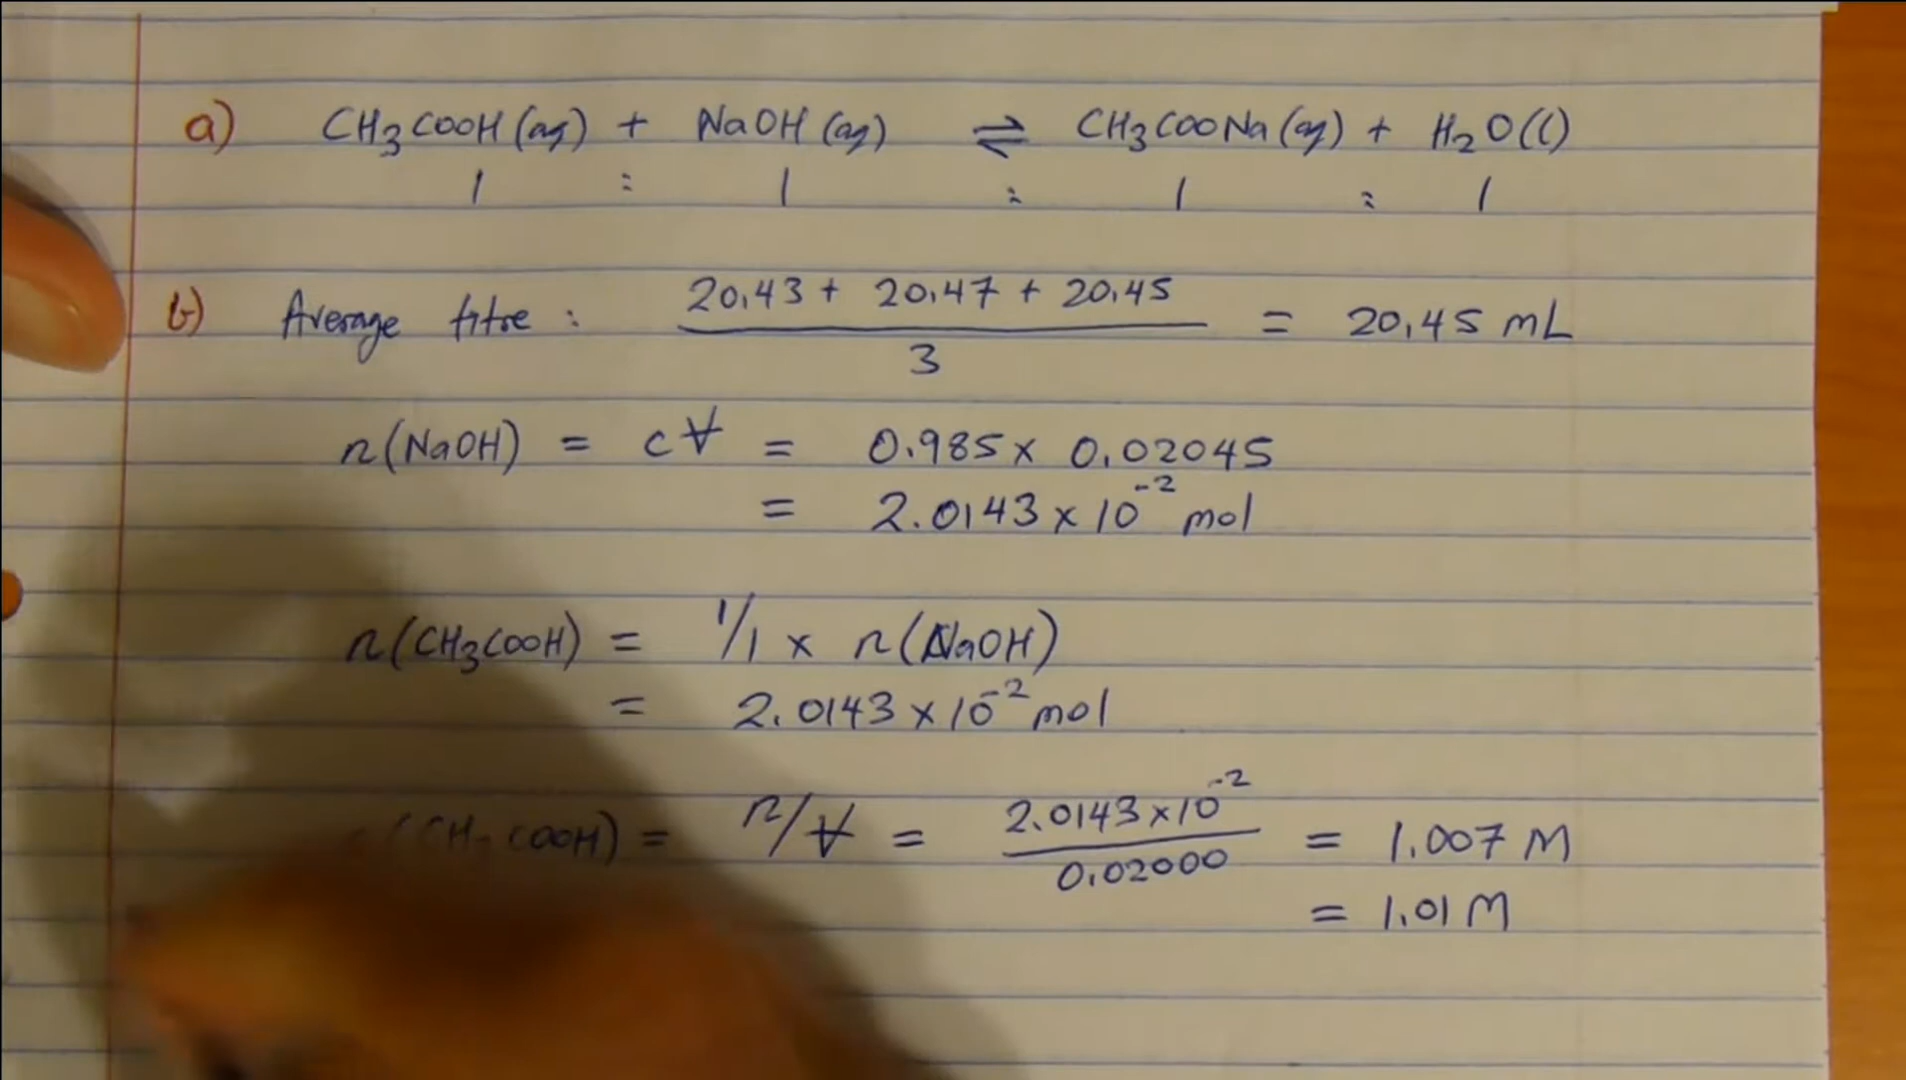 a) CH3COOH(aq) + NaOH(aq) ⇌ CH3COONa(aq) + H2O(l)
1 : 1 : 1 : 1
b) Average titre : (20.43 + 20.47 + 20.45)/3 = 20.45 mL
n(NaOH) = cV = 0.985 x 0.02045
= 2.0143 x 10^-2 mol
n(CH3COOH) = 1/1 x n(NaOH)
= 2.0143 x 10^-2 mol
(CH3COOH) = n/V = (2.0143 x 10^-2)/0.02000 = 1.007 M
= 1.01 M